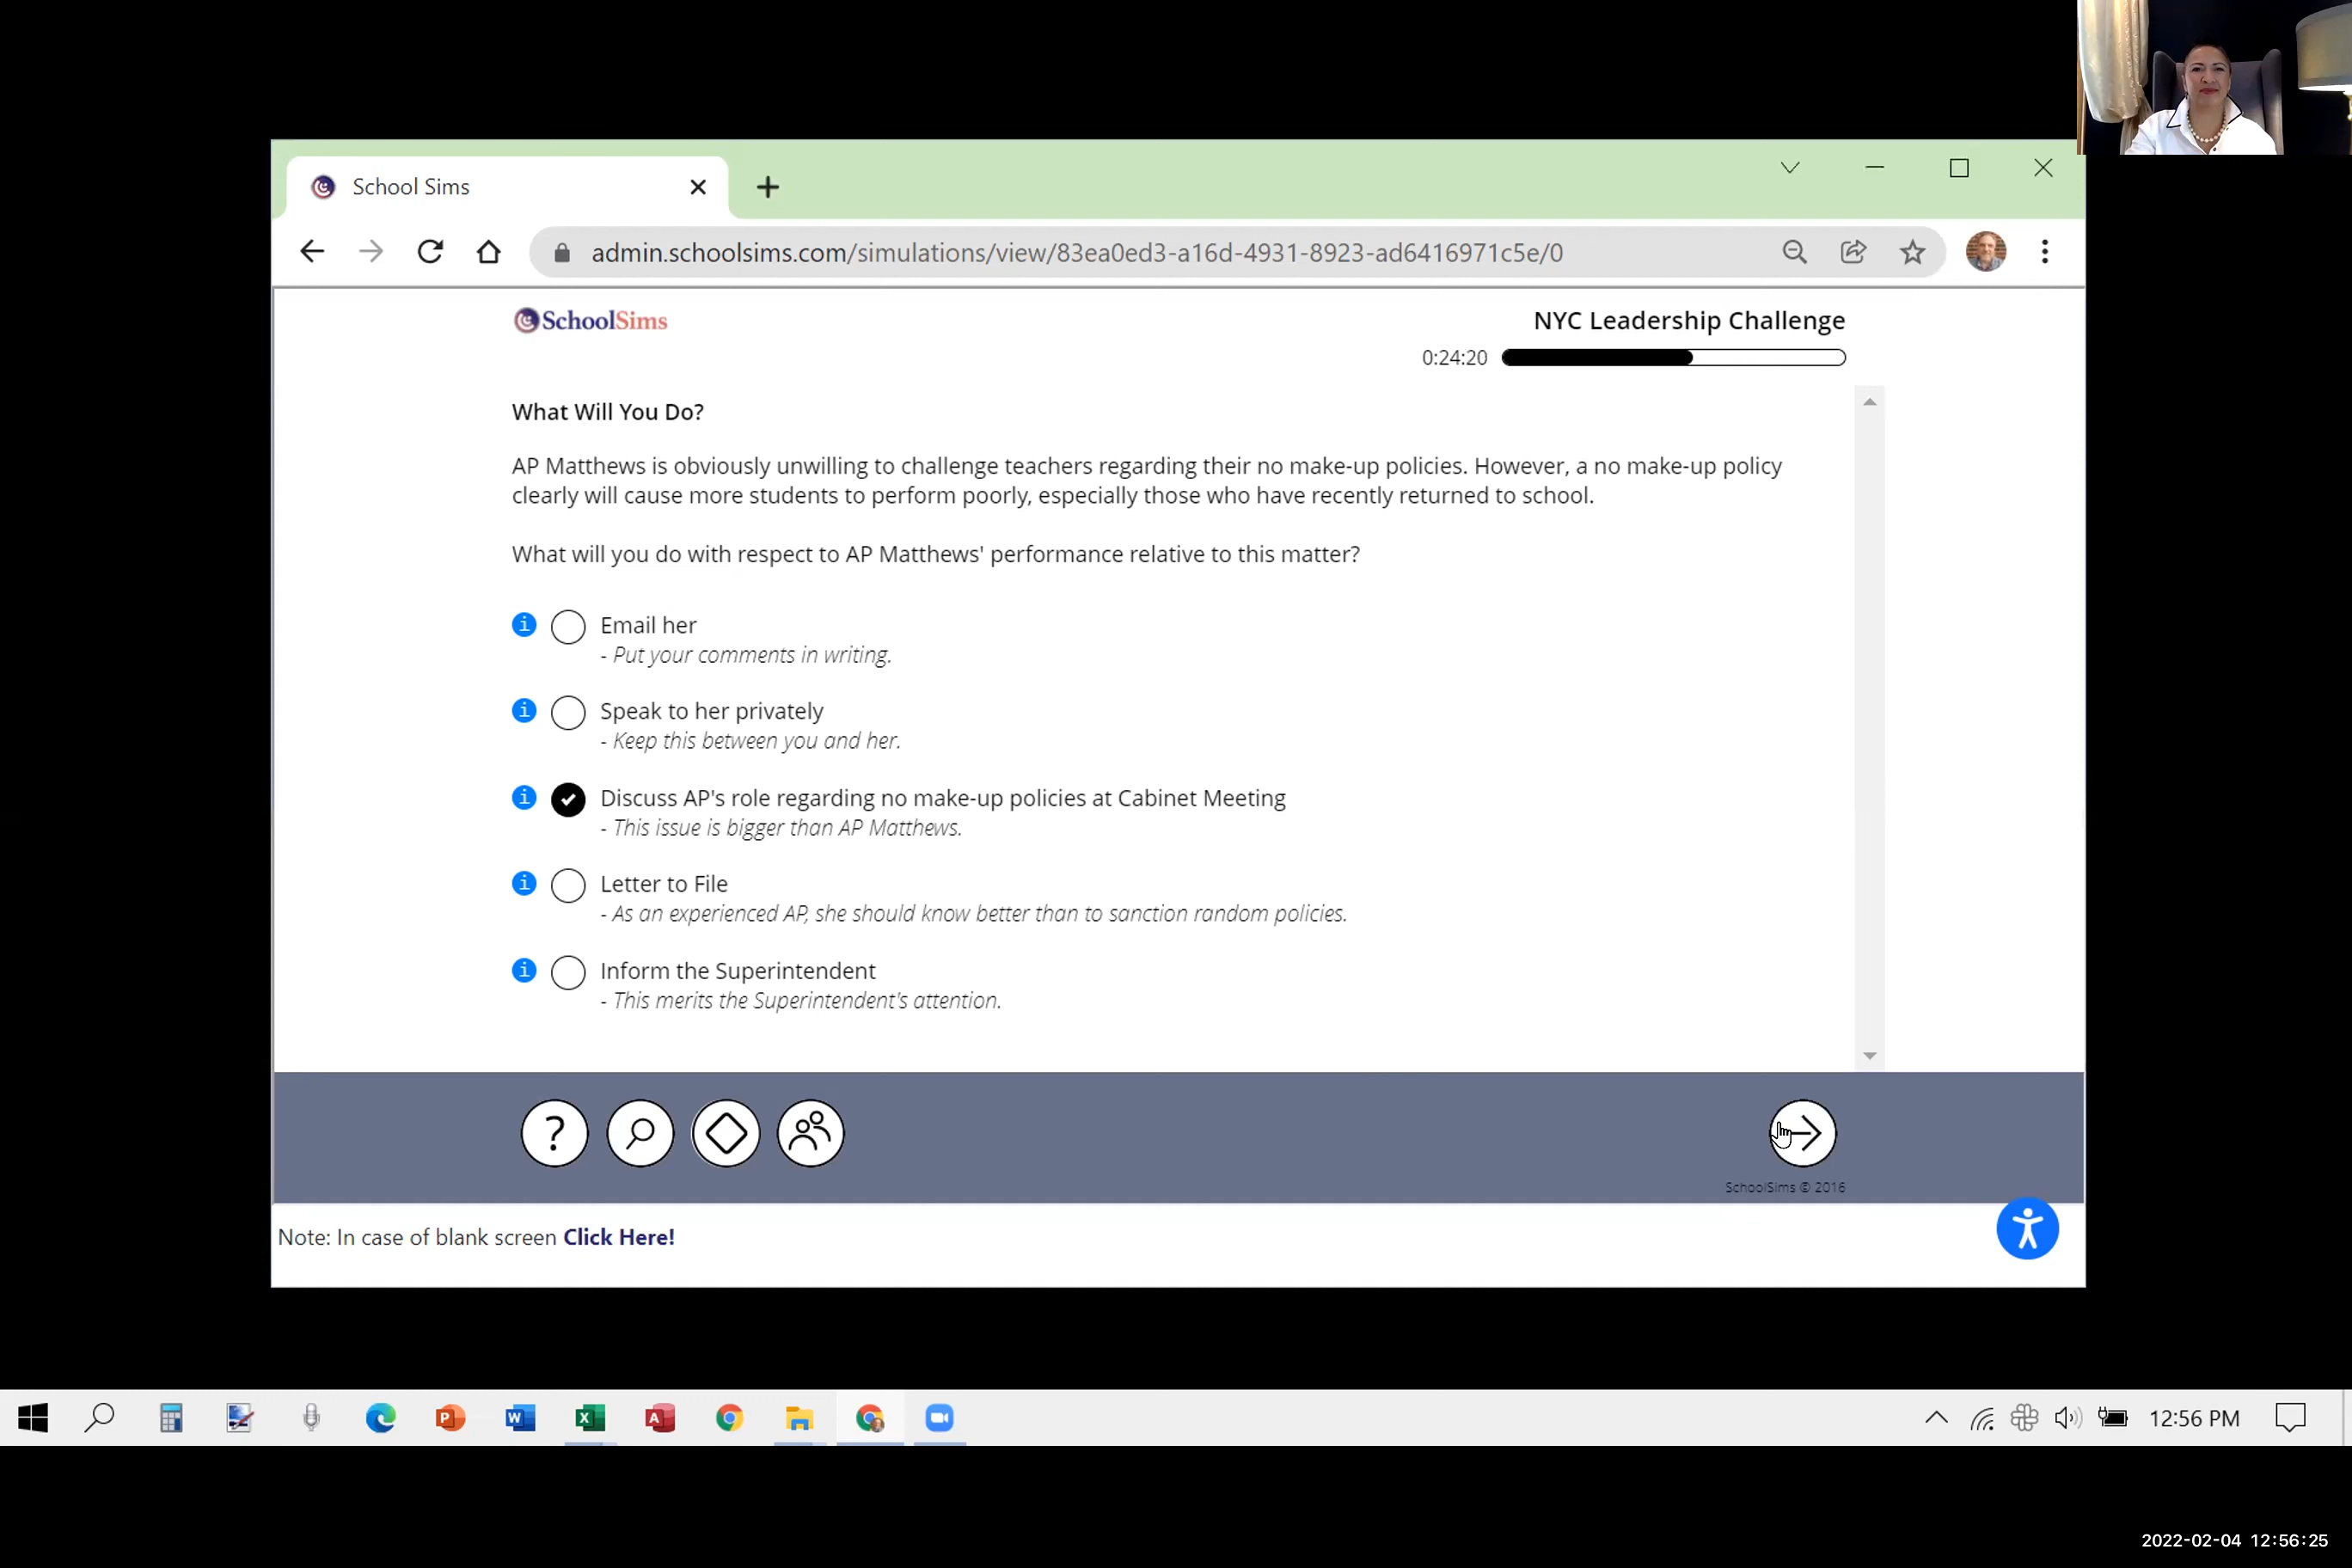 School Sims
admin.schoolsims.com/simulations/view/83ea0ed3-a16d-4931-8923-ad6416971c5e/0
SchoolSims
NYC Leadership Challenge
0:24:20
What Will You Do?
AP Matthews is obviously unwilling to challenge teachers regarding their no make-up policies. However, a no make-up policy
clearly will cause more students to perform poorly, especially those who have recently returned to school.
What will you do with respect to AP Matthews' performance relative to this matter?
i Email her
- Put your comments in writing.
i Speak to her privately
- Keep this between you and her.
i Discuss AP's role regarding no make-up policies at Cabinet Meeting
- This issue is bigger than AP Matthews.
i Letter to File
- As an experienced AP, she should know better than to sanction random policies.
i Inform the Superintendent
- This merits the Superintendent's attention.
?
SchoolSims © 2016
Note: In case of blank screen Click Here!
P W X A
12:56 PM
2022-02-04 12:56:25